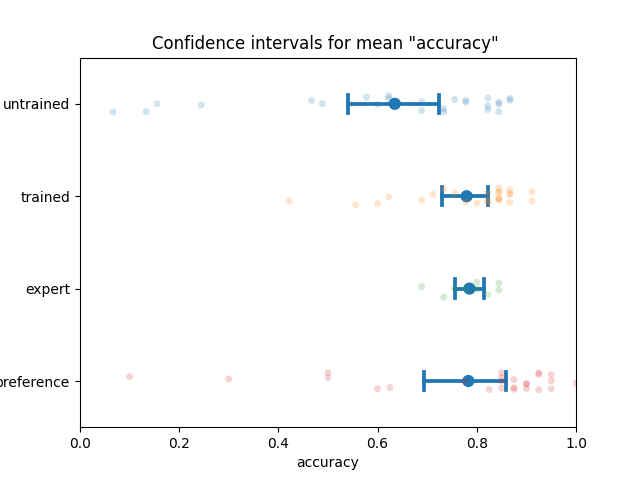 Confidence intervals for mean "accuracy"
untrained
trained
expert
preference
0.0 0.2 0.4 0.6 0.8 1.0
accuracy